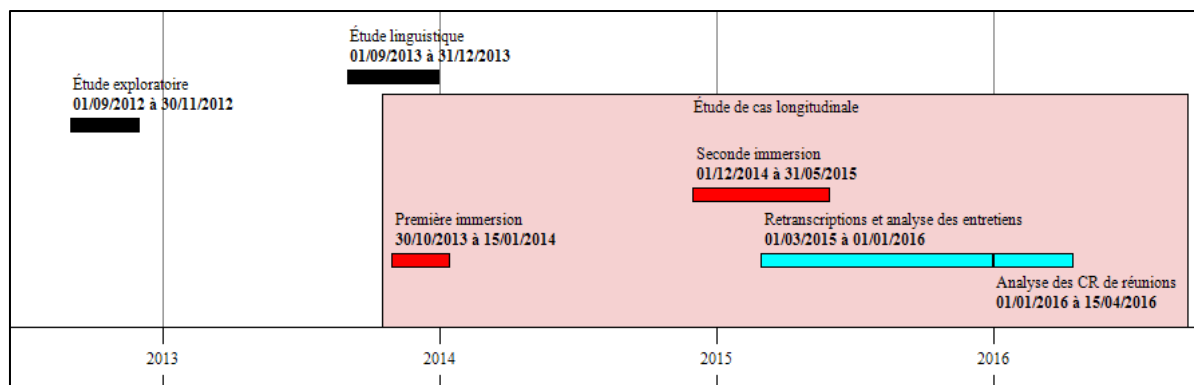 Étude linguistique
01/09/2013 à 31/12/2013
Étude exploratoire
01/09/2012 à 30/11/2012
Étude de cas longitudinale
Seconde immersion
01/12/2014 à 31/05/2015
Première immersion
30/10/2013 à 15/01/2014
Retranscriptions et analyse des entretiens
01/03/2015 à 01/01/2016
Analyse des CR de réunions
01/01/2016 à 15/04/2016
2013 2014 2015 2016